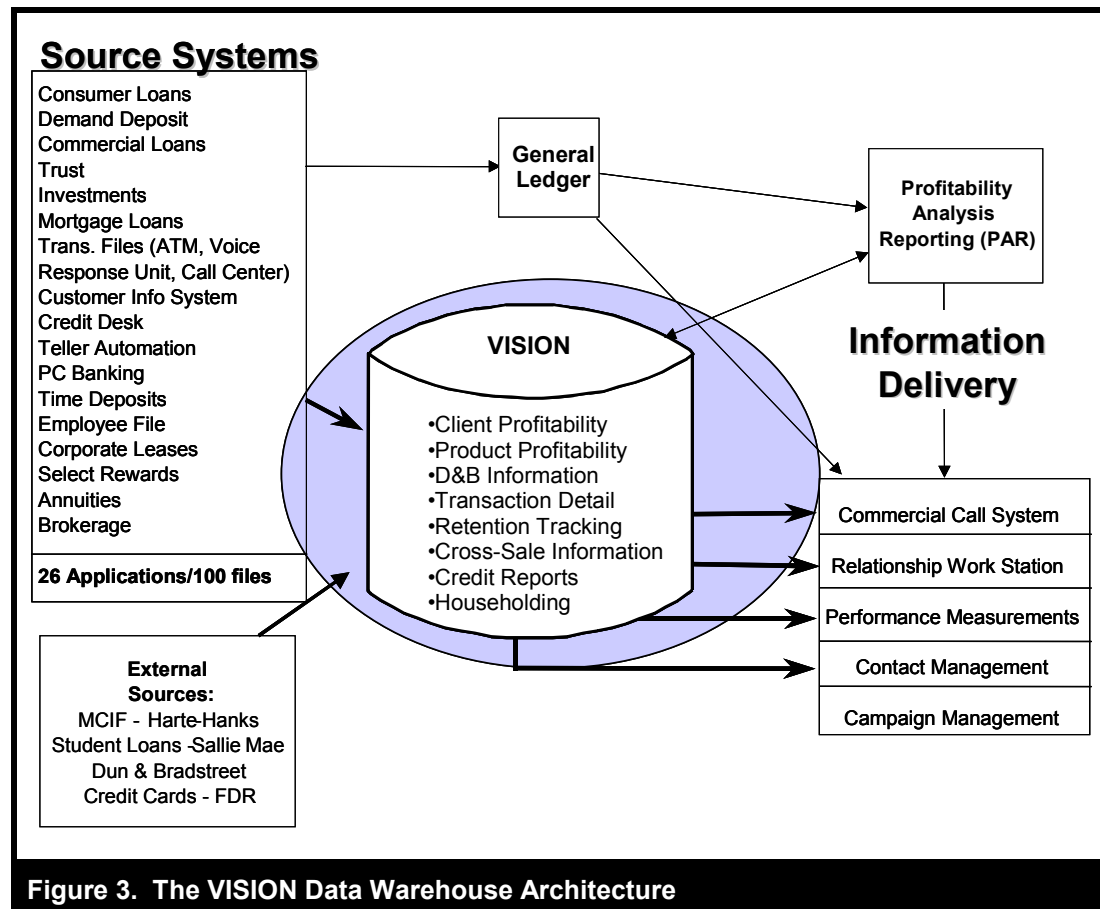 Source Systems
Consumer Loans
Demand Deposit
Commercial Loans
Trust
Investments
Mortgage Loans
Trans. Files (ATM, Voice
Response Unit, Call Center)
Customer Info System
Credit Desk
Teller Automation
PC Banking
Time Deposits
Employee File
Corporate Leases
Select Rewards
Annuities
Brokerage
26 Applications/100 files
External
Sources:
MCIF - Harte-Hanks
Student Loans -Sallie Mae
Dun & Bradstreet
Credit Cards - FDR
General
Ledger
VISION
•Client Profitability
•Product Profitability
•D&B Information
•Transaction Detail
•Retention Tracking
•Cross-Sale Information
•Credit Reports
•Householding
Profitability
Analysis
Reporting (PAR)
Information
Delivery
Commercial Call System
Relationship Work Station
Performance Measurements
Contact Management
Campaign Management
Figure 3. The VISION Data Warehouse Architecture